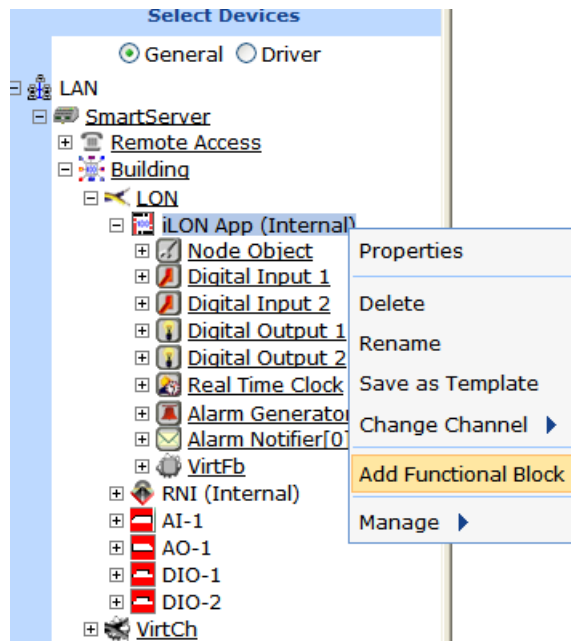 Select Devices
General Driver
LAN
SmartServer
Remote Access
Building
LON
iLON App (Internal)
Node Object
Digital Input 1
Digital Input 2
Digital Output 1
Digital Output 2
Real Time Clock
Alarm Generator
Alarm Notifier[0]
VirtFb
RNI (Internal)
AI-1
AO-1
DIO-1
DIO-2
VirtCh
Properties
Delete
Rename
Save as Template
Change Channel
Add Functional Block
Manage